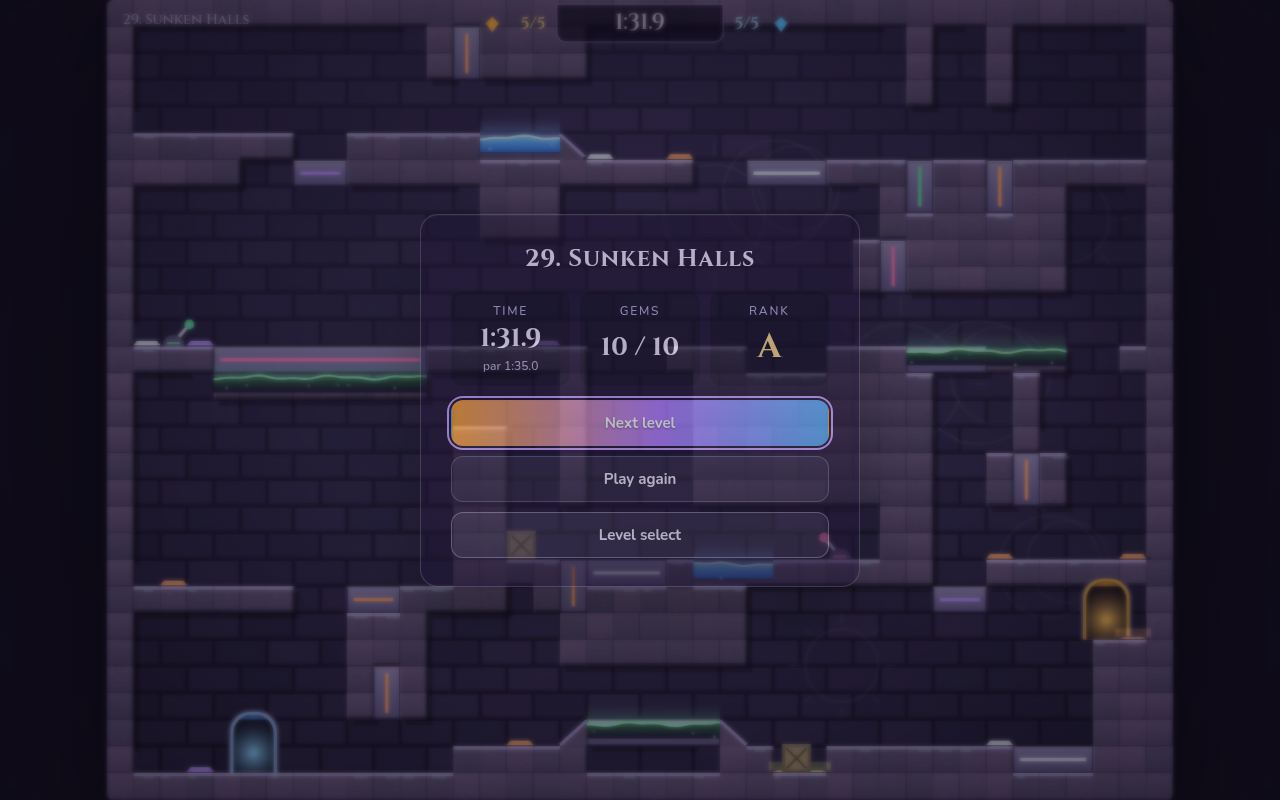 29. Sunken Halls
5/5
1:31.9
5/5
29. Sunken Halls
TIME
1:31.9
par 1:35.0
GEMS
10 / 10
RANK
A
Next level
Play again
Level select